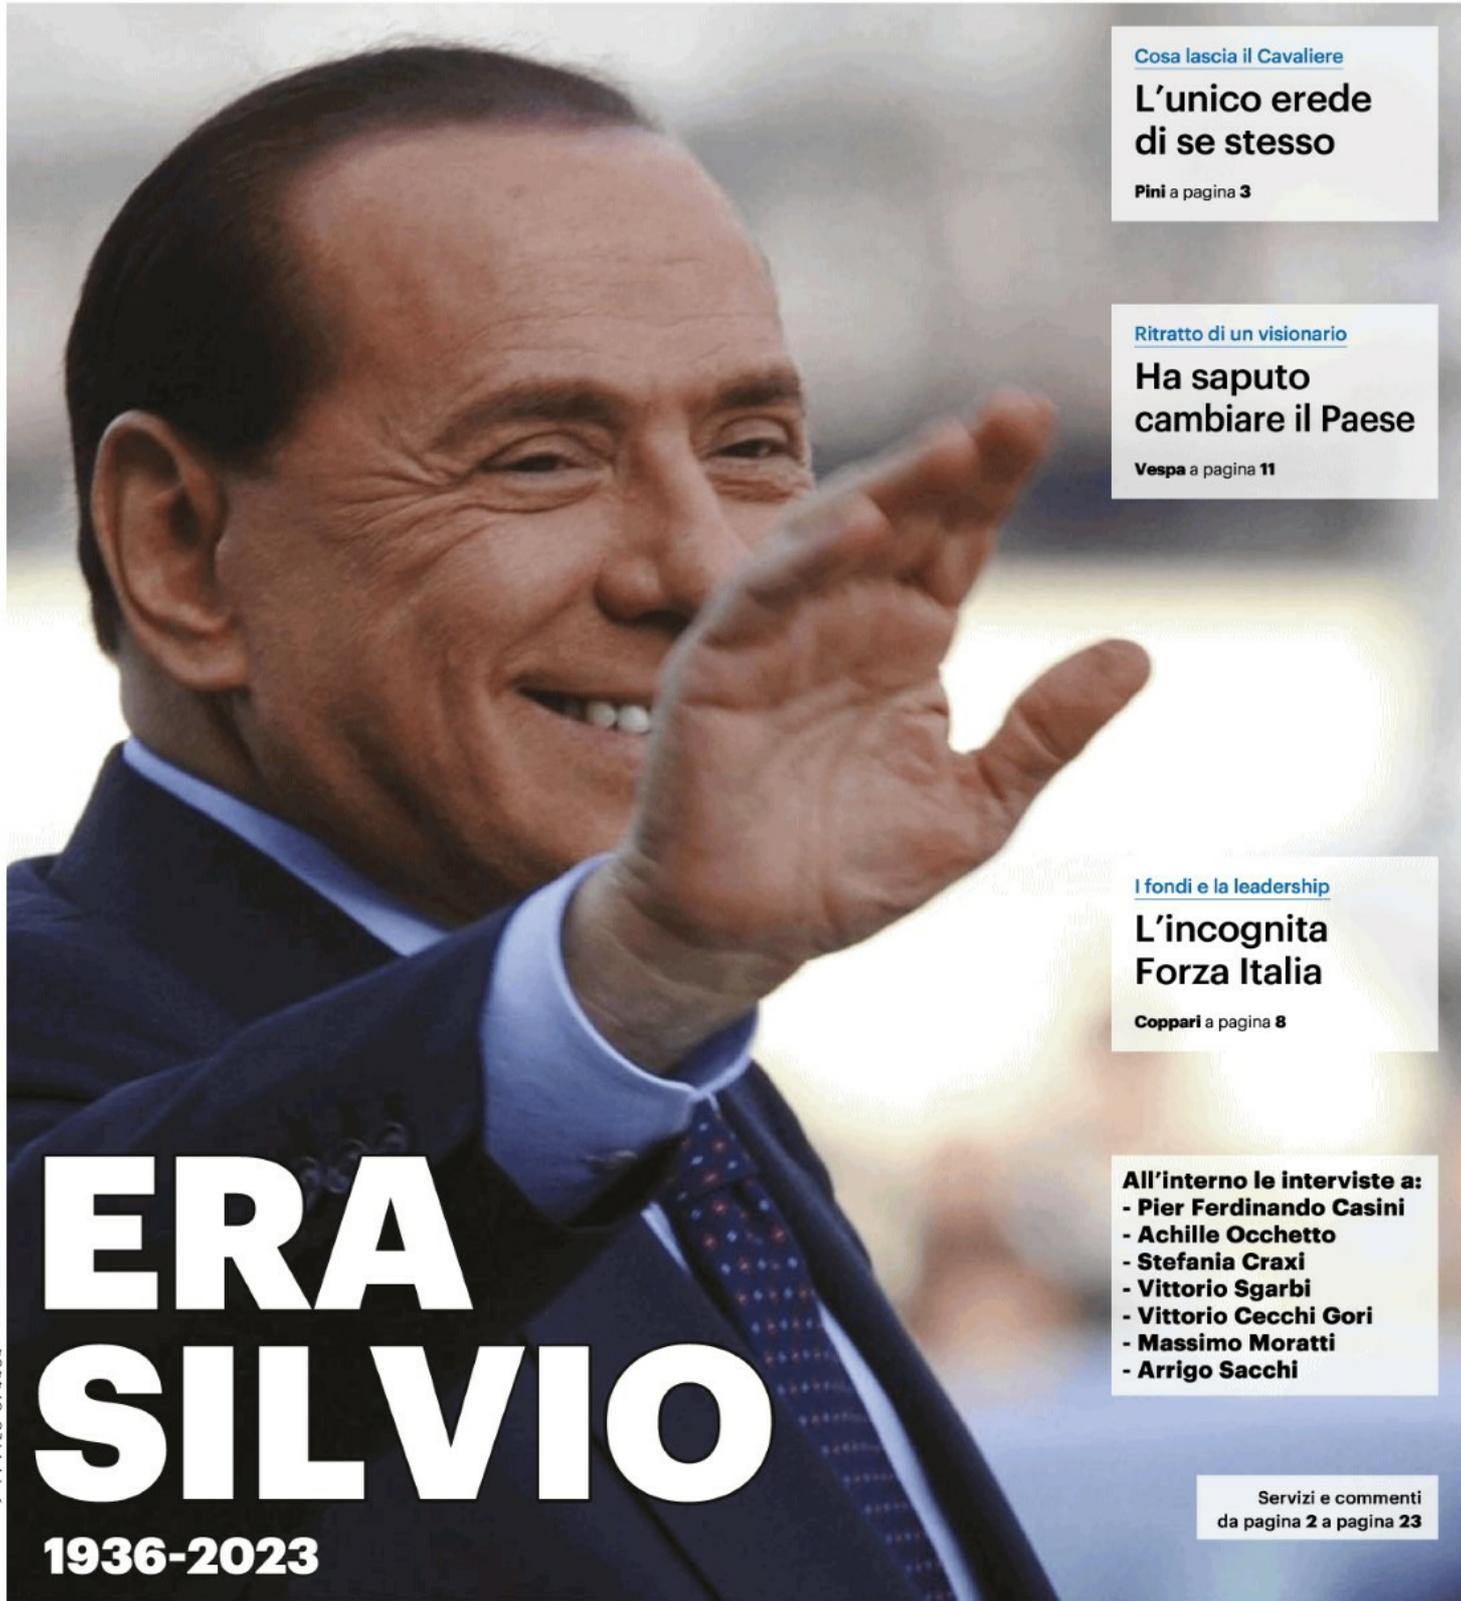 Cosa lascia il Cavaliere
L'unico erede
di se stesso
Pini a pagina 3
Ritratto di un visionario
Ha saputo
cambiare il Paese
Vespa a pagina 11
I fondi e la leadership
L'incognita
Forza Italia
Coppari a pagina 8
All'interno le interviste a:
- Pier Ferdinando Casini
- Achille Occhetto
- Stefania Craxi
- Vittorio Sgarbi
- Vittorio Cecchi Gori
- Massimo Moratti
- Arrigo Sacchi
Servizi e commenti
da pagina 2 a pagina 23
ERA
SILVIO
1936-2023